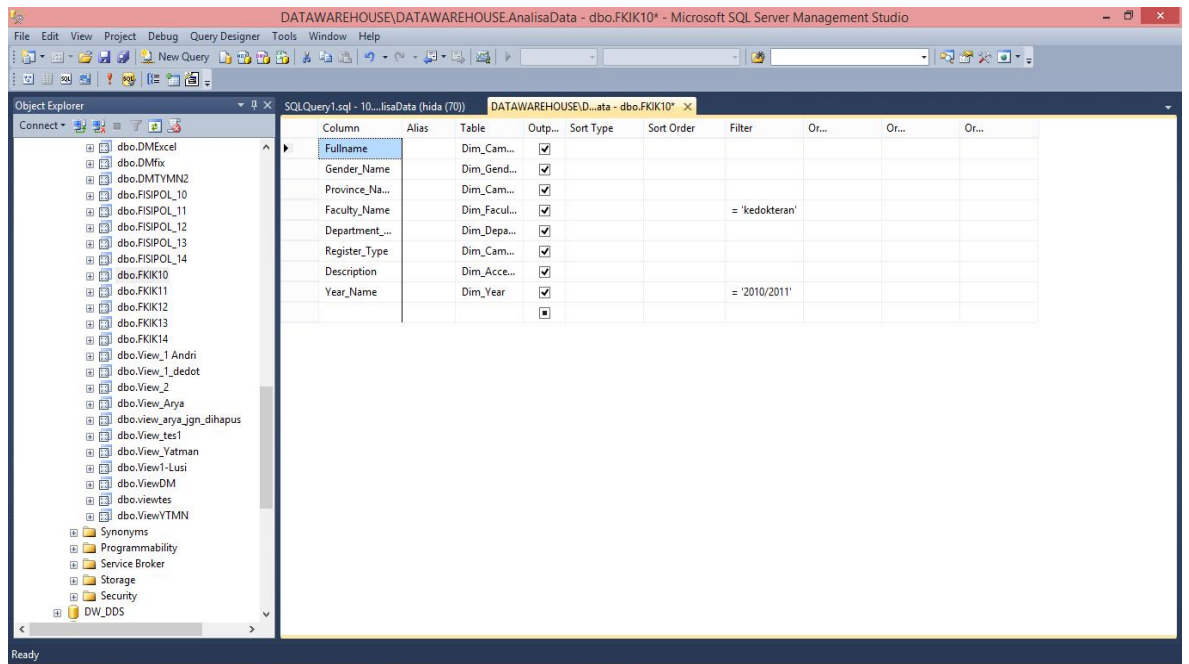 DATAWAREHOUSE\DATAWAREHOUSE.AnalisaData - dbo.FKIK10* - Microsoft SQL Server Management Studio
File Edit View Project Debug Query Designer Tools Window Help
New Query
Object Explorer
Connect
dbo.DMExcel
dbo.DMfix
dbo.DMTYMN2
dbo.FISIPOL_10
dbo.FISIPOL_11
dbo.FISIPOL_12
dbo.FISIPOL_13
dbo.FISIPOL_14
dbo.FKIK10
dbo.FKIK11
dbo.FKIK12
dbo.FKIK13
dbo.FKIK14
dbo.View_1 Andri
dbo.View_1_dedot
dbo.View_2
dbo.View_Arya
dbo.view_arya_jgn_dihapus
dbo.View_tes1
dbo.View_Yatman
dbo.View1-Lusi
dbo.ViewDM
dbo.viewtes
dbo.ViewYTMN
Synonyms
Programmability
Service Broker
Storage
Security
DW_DDS
SQLQuery1.sql - 10....lisaData (hida (70)) DATAWAREHOUSE\D...ata - dbo.FKIK10*
Column Alias Table Outp... Sort Type Sort Order Filter Or... Or... Or...
Fullname Dim_Cam...
Gender_Name Dim_Gend...
Province_Na... Dim_Cam...
Faculty_Name Dim_Facul... = 'kedokteran'
Department_... Dim_Depa...
Register_Type Dim_Cam...
Description Dim_Acce...
Year_Name Dim_Year = '2010/2011'
Ready